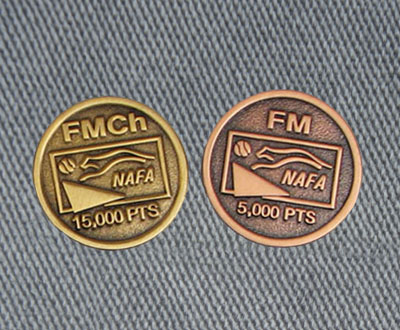 FMCh
NAFA
15,000 PTS
FM
NAFA
5,000 PTS